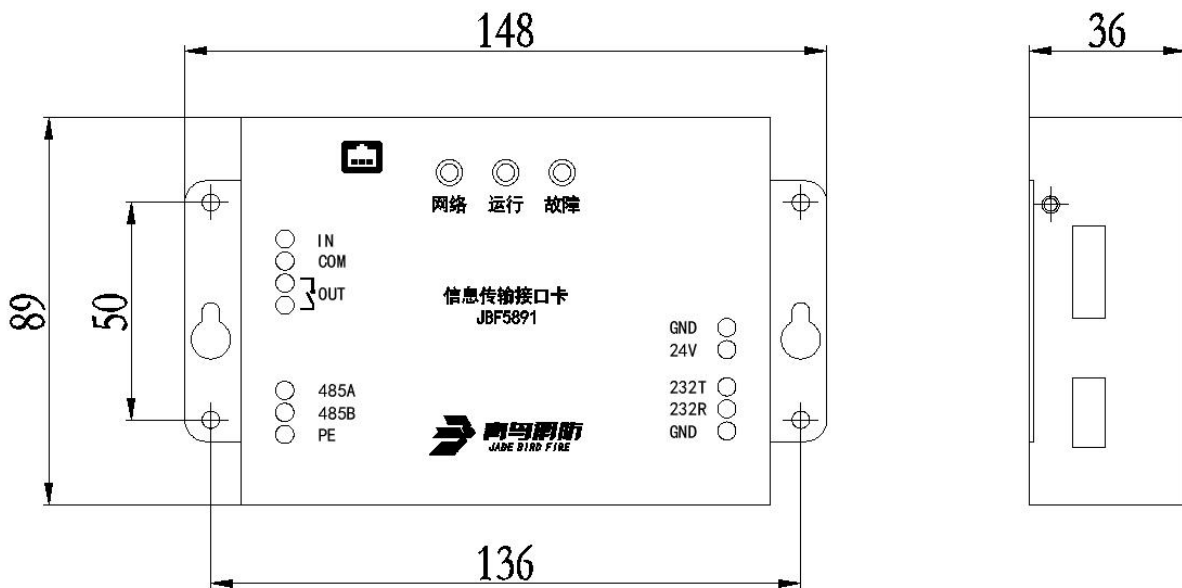 148
36
网络 运行 故障
IN
COM
OUT
信息传输接口卡
JBF5891
GND
24V
89
50
485A
485B
PE
232T
232R
GND
青鸟消防
JADE BIRD FIRE
136